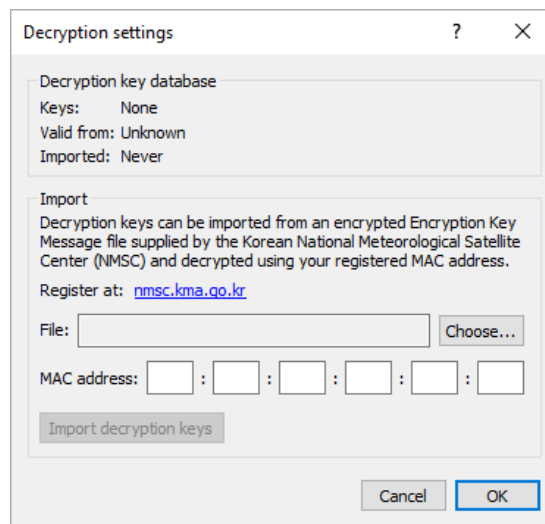 Decryption settings ? ×
Decryption key database
Keys: None
Valid from: Unknown
Imported: Never
Import
Decryption keys can be imported from an encrypted Encryption Key
Message file supplied by the Korean National Meteorological Satellite
Center (NMSC) and decrypted using your registered MAC address.
Register at: nmsc.kma.go.kr
File: Choose...
MAC address: : : : : :
Import decryption keys
Cancel OK